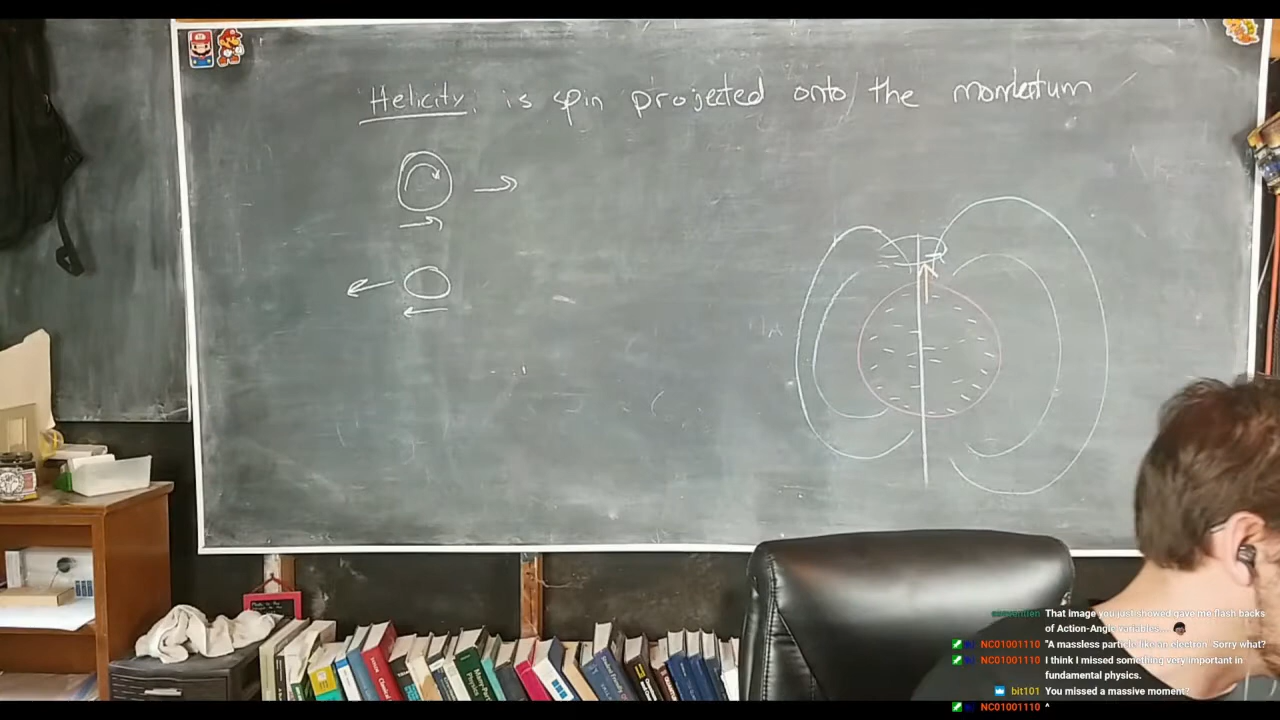 Helicity: is spin projected onto the momentum
That image you just showed gave me flash backs
of Action-Angle variables...
NC01001110 "A massless particle like an electron- Sorry what?
NC01001110 I think I missed something very important in
fundamental physics.
bit101 You missed a massive moment?
NC01001110 ^